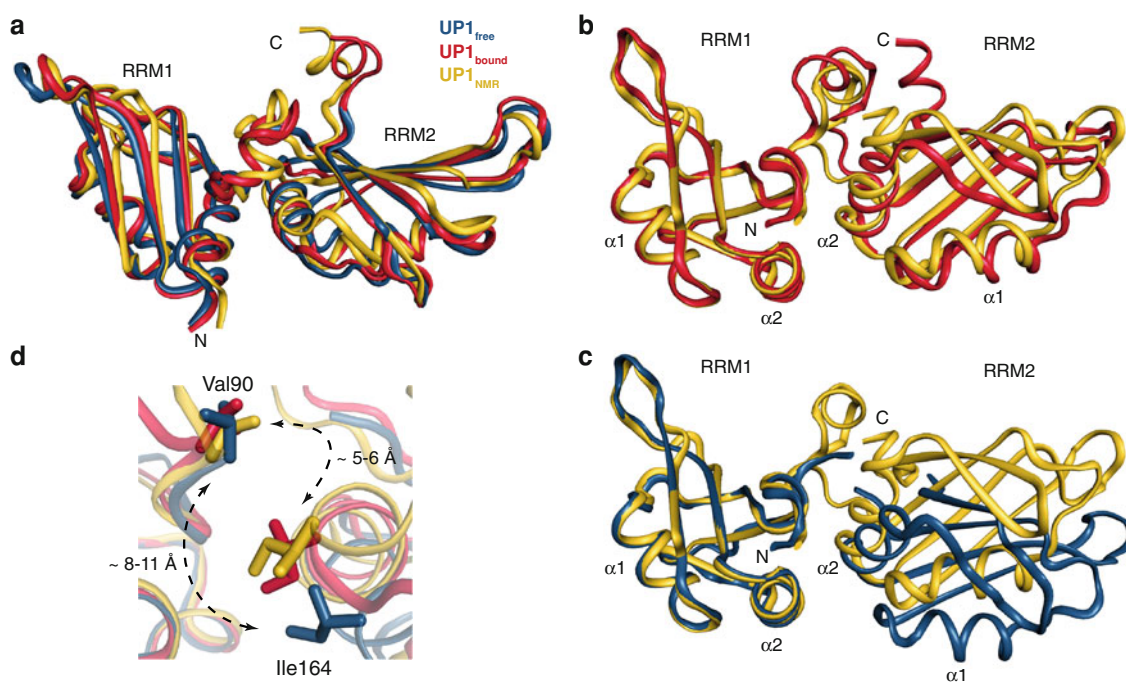 a
UP1free
UP1bound
UP1NMR
C
RRM1
RRM2
N
b
RRM1
C
RRM2
N
α1
α2
α2
α1
d
Val90
~ 5-6 Å
~ 8-11 Å
Ile164
c
RRM1
RRM2
C
N
α1
α2
α2
α1